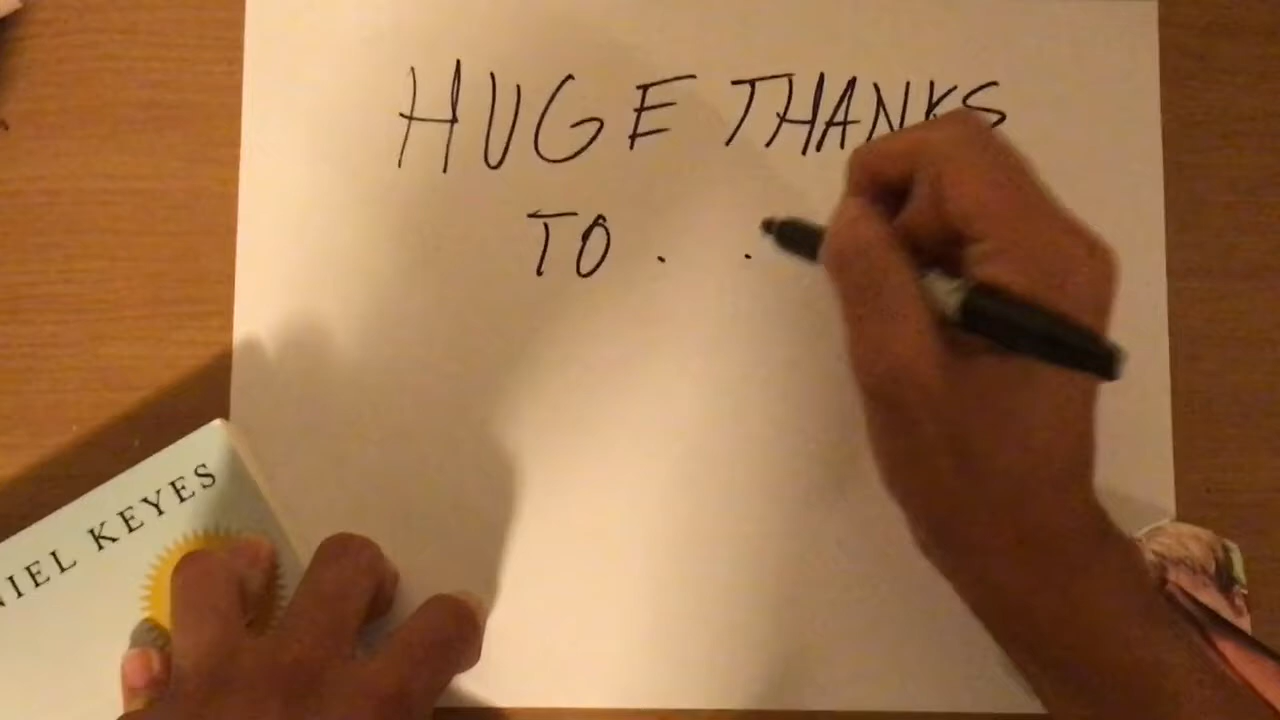 HUGE THANKS
TO . .
NIEL KEYES